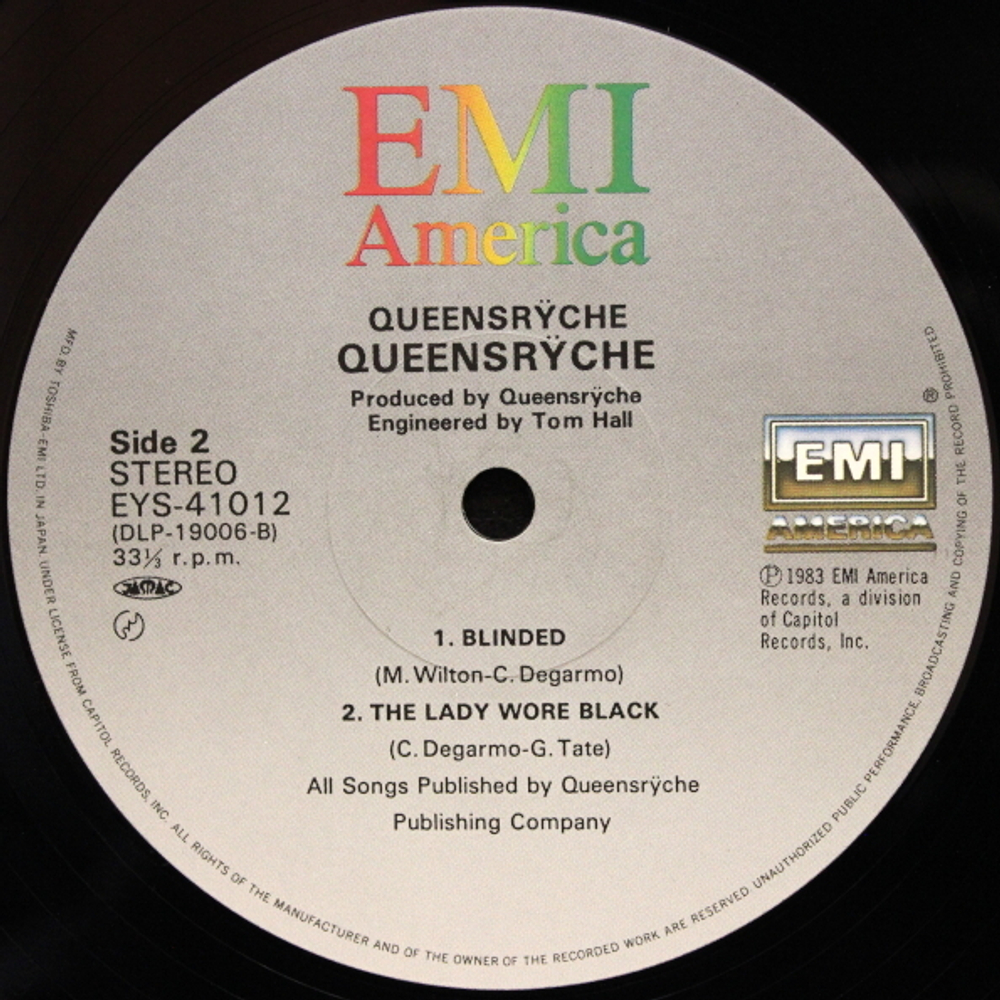 EMI
America
QUEENSRŸCHE
QUEENSRŸCHE
Produced by Queensrÿche
Engineered by Tom Hall
Side 2
STEREO
EYS-41012
(DLP-19006-B)
33⅓ r.p.m.
JASRAC
®
EMI
AMERICA
Ⓟ 1983 EMI America
Records, a division
of Capitol
Records, Inc.
1. BLINDED
(M. Wilton-C. Degarmo)
2. THE LADY WORE BLACK
(C. Degarmo-G. Tate)
All Songs Published by Queensrÿche
Publishing Company
MFD. BY TOSHIBA-EMI LTD. IN JAPAN. UNDER LICENSE FROM CAPITOL RECORDS, INC. ALL RIGHTS OF THE MANUFACTURER AND OF THE OWNER OF THE RECORDED WORK ARE RESERVED. UNAUTHORIZED PUBLIC PERFORMANCE, BROADCASTING AND COPYING OF THE RECORD PROHIBITED